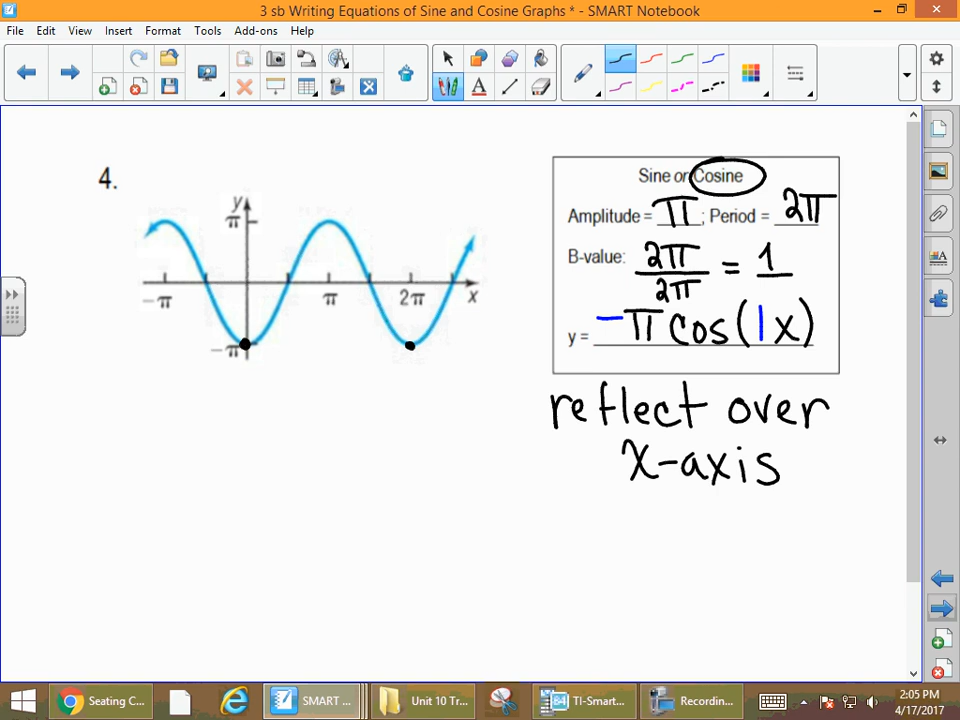 3 sb Writing Equations of Sine and Cosine Graphs * - SMART Notebook
File Edit View Insert Format Tools Add-ons Help
4.
y
π
-π π 2π x
-π
Sine or Cosine
Amplitude = π ; Period = 2π
B-value: 2π/2π = 1
y = -π cos(1x)
reflect over
x-axis
Seating C...
SMART ...
Unit 10 Tr...
TI-Smart...
Recording...
2:05 PM
4/17/2017